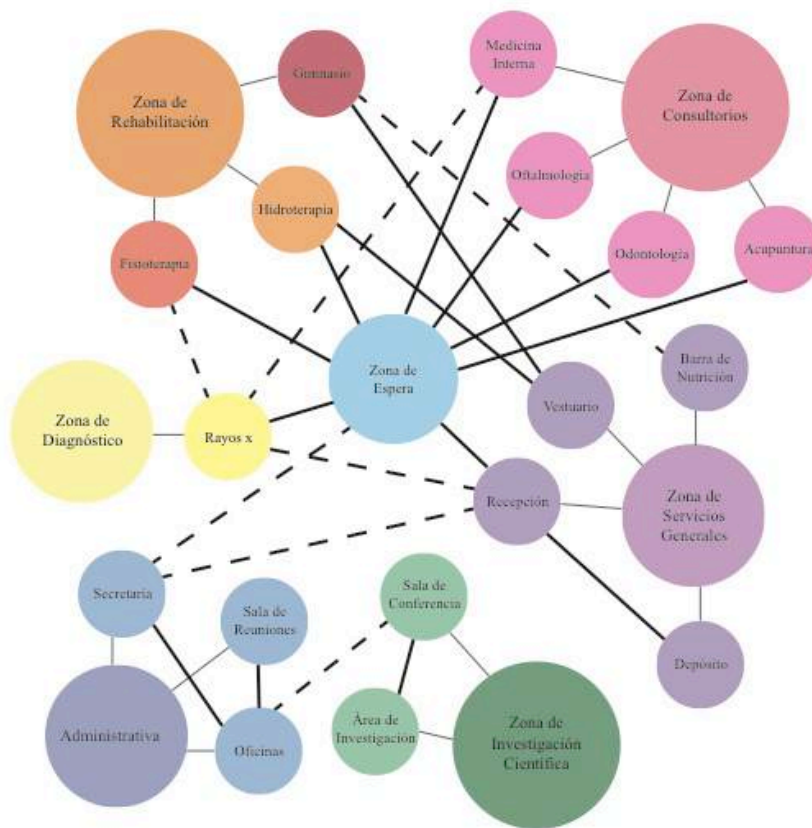 Zona de
Rehabilitación
Gimnasio
Medicina
Interna
Zona de
Consultorios
Oftalmología
Hidroterapia
Fisioterapia
Odontología
Acapuntura
Zona de
Espera
Barra de
Nutrición
Vestuario
Zona de
Diagnóstico
Rayos x
Recepción
Zona de
Servicios
Generales
Secretaría
Sala de
Reuniones
Sala de
Conferencia
Depósito
Administrativa
Oficinas
Àrea de
Investigación
Zona de
Investigación
Científica